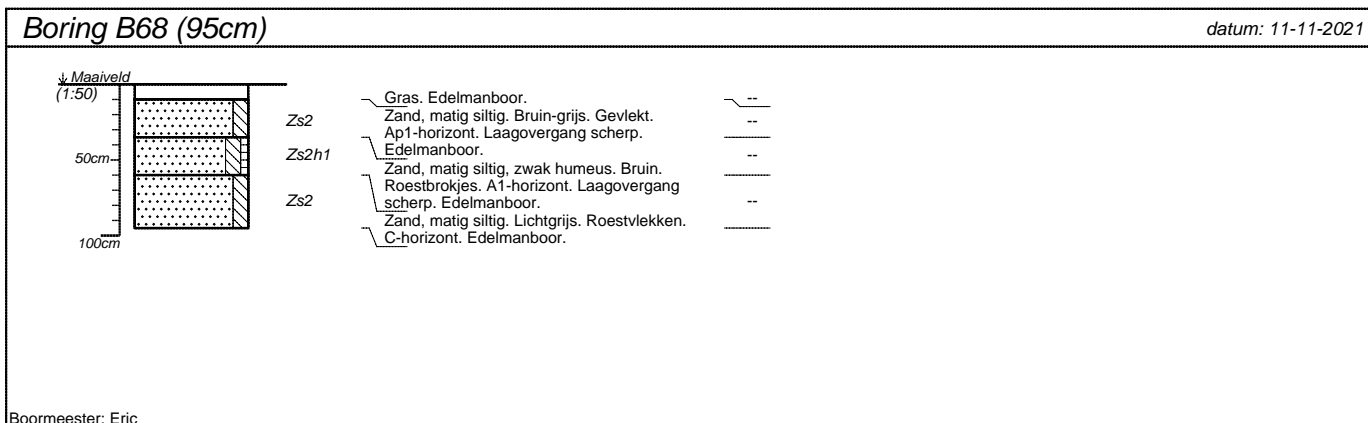 Boring B68 (95cm)
datum: 11-11-2021
Maaiveld
(1:50)
50cm
100cm
Zs2
Zs2h1
Zs2
Gras. Edelmanboor.
Zand, matig siltig. Bruin-grijs. Gevlekt.
Ap1-horizont. Laagovergang scherp.
Edelmanboor.
Zand, matig siltig, zwak humeus. Bruin.
Roestbrokjes. A1-horizont. Laagovergang
scherp. Edelmanboor.
Zand, matig siltig. Lichtgrijs. Roestvlekken.
C-horizont. Edelmanboor.
--
--
--
--
Boormeester: Eric